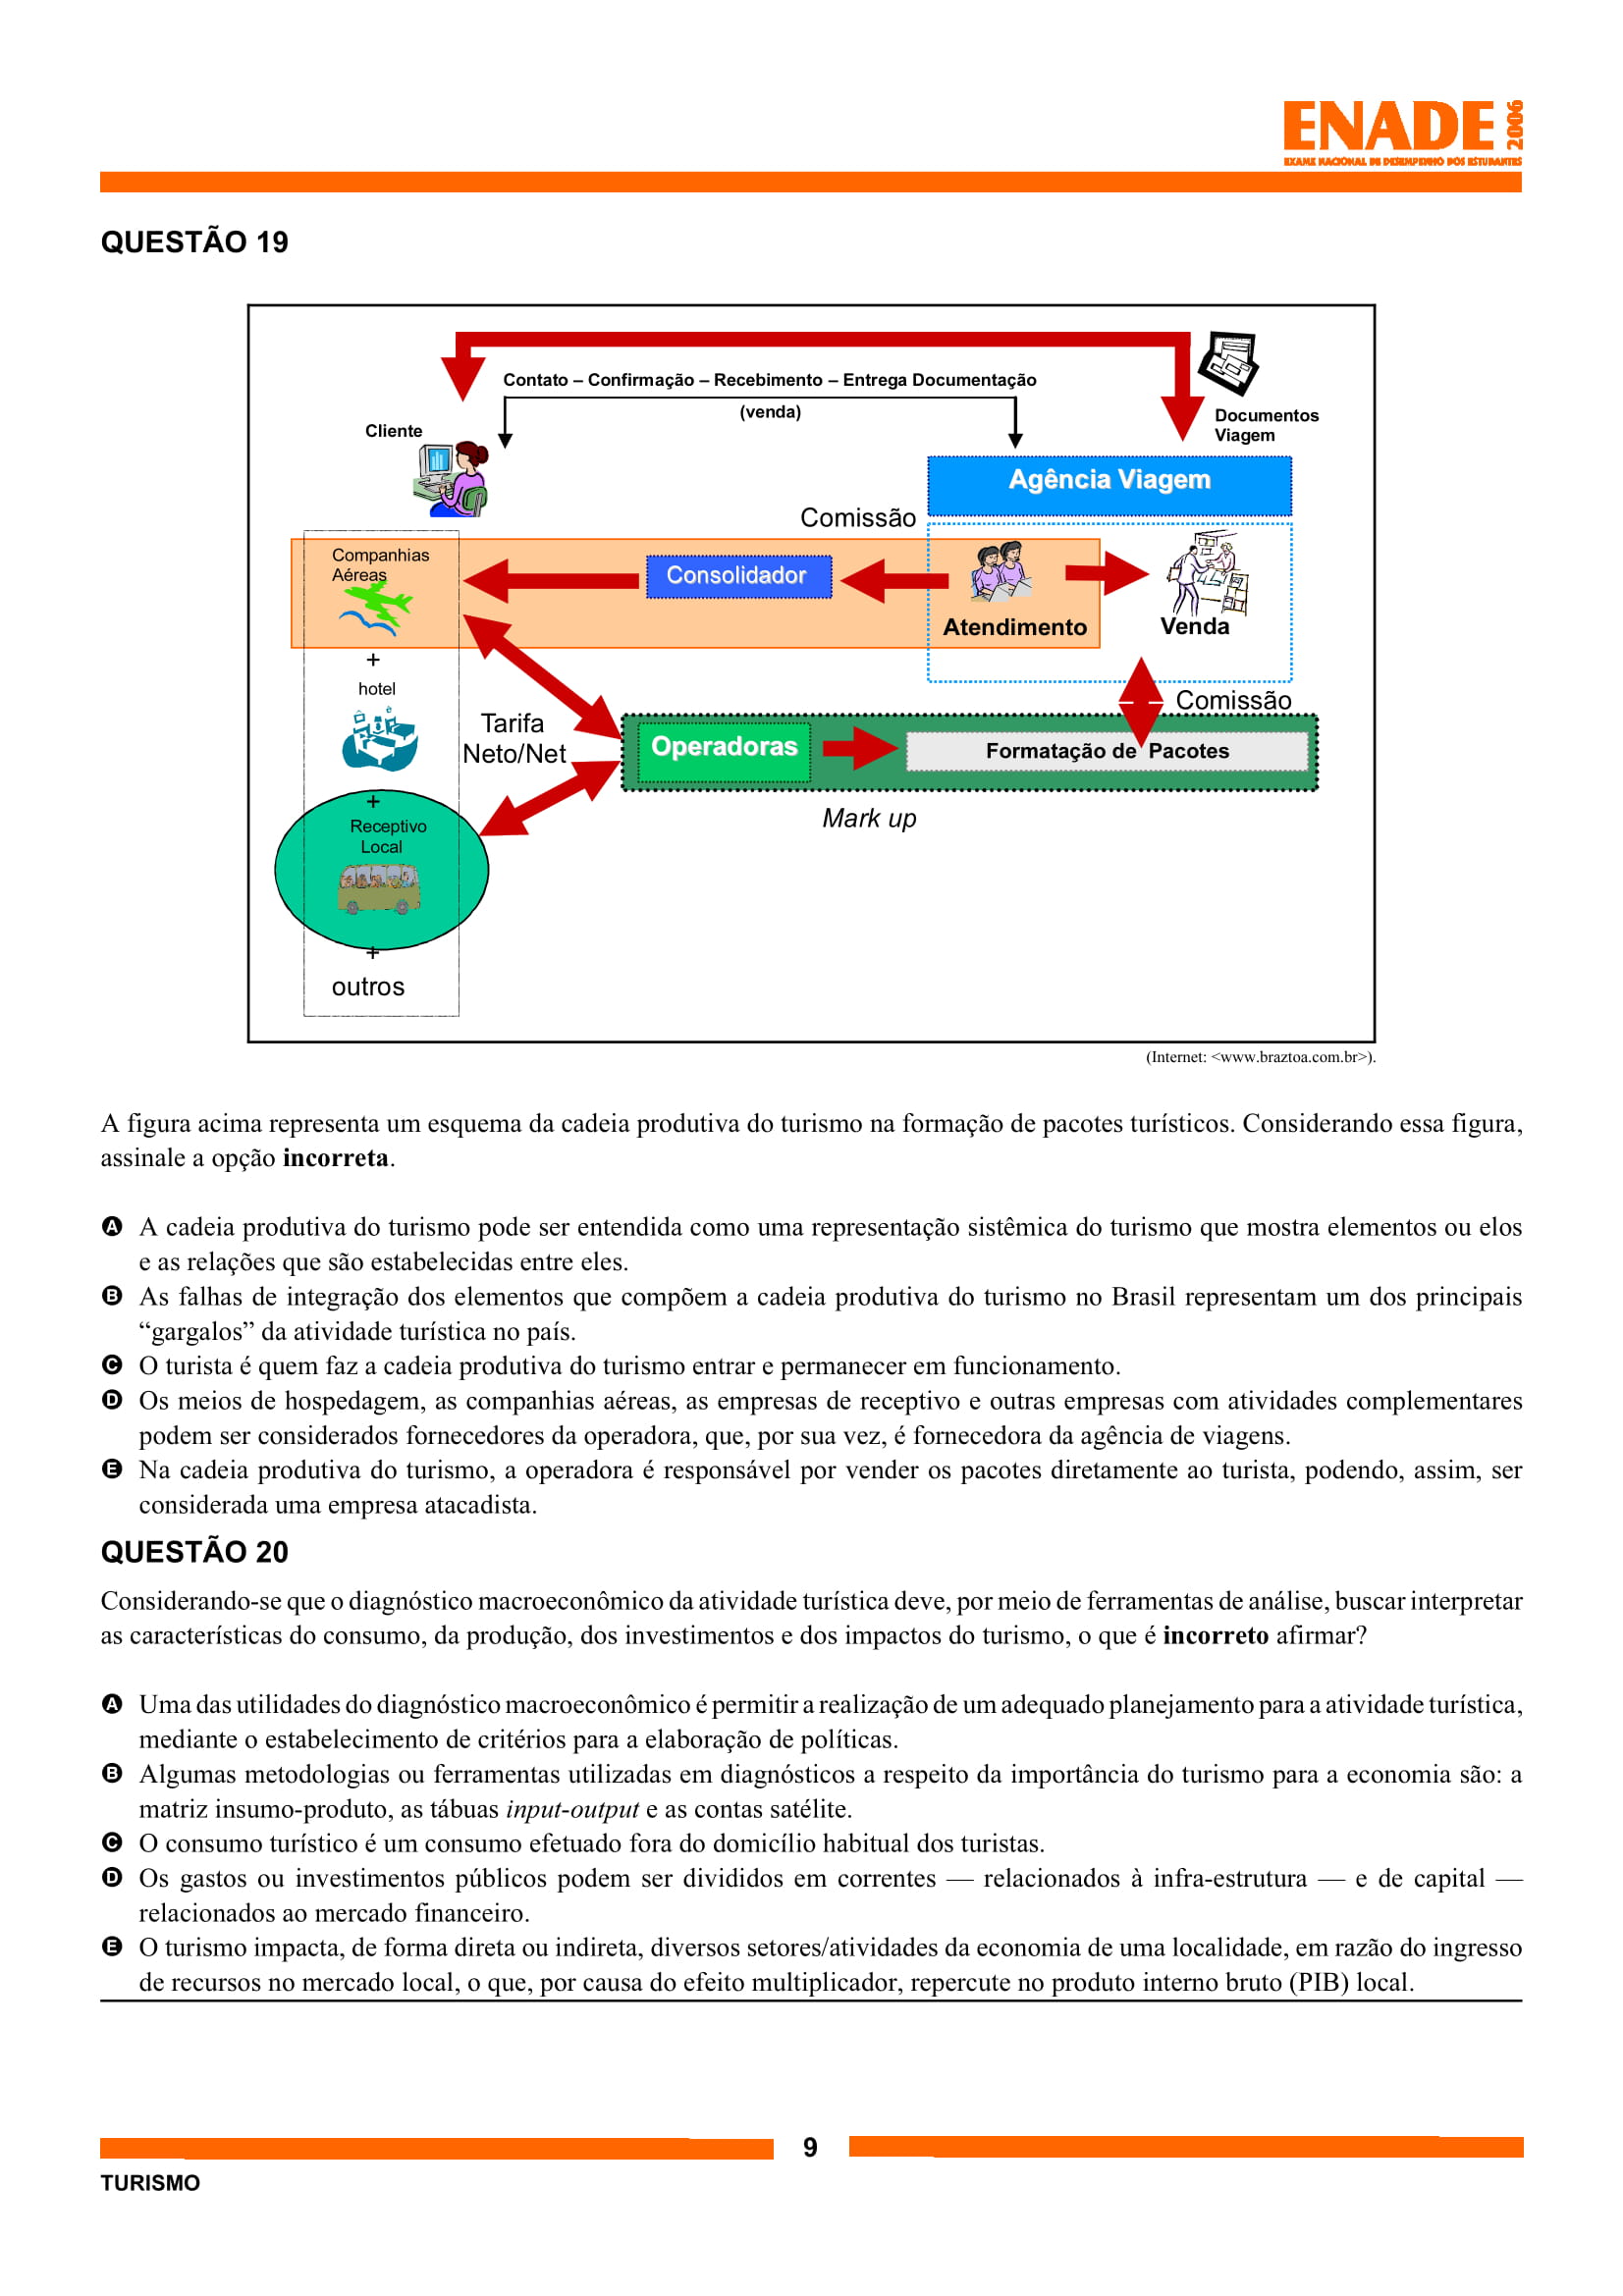 ENADE 2006
EXAME NACIONAL DE DESEMPENHO DOS ESTUDANTES
QUESTÃO 19
Contato – Confirmação – Recebimento – Entrega Documentação
(venda)
Cliente
Documentos
Viagem
Agência Viagem
Comissão
Companhias
Aéreas
Consolidador
Atendimento
Venda
+
hotel
Comissão
Tarifa
Neto/Net
Operadoras
Formatação de Pacotes
+
Receptivo
Local
Mark up
+
outros
(Internet: <www.braztoa.com.br>).
A figura acima representa um esquema da cadeia produtiva do turismo na formação de pacotes turísticos. Considerando essa figura,
assinale a opção incorreta.
A A cadeia produtiva do turismo pode ser entendida como uma representação sistêmica do turismo que mostra elementos ou elos
e as relações que são estabelecidas entre eles.
B As falhas de integração dos elementos que compõem a cadeia produtiva do turismo no Brasil representam um dos principais
“gargalos” da atividade turística no país.
C O turista é quem faz a cadeia produtiva do turismo entrar e permanecer em funcionamento.
D Os meios de hospedagem, as companhias aéreas, as empresas de receptivo e outras empresas com atividades complementares
podem ser considerados fornecedores da operadora, que, por sua vez, é fornecedora da agência de viagens.
E Na cadeia produtiva do turismo, a operadora é responsável por vender os pacotes diretamente ao turista, podendo, assim, ser
considerada uma empresa atacadista.
QUESTÃO 20
Considerando-se que o diagnóstico macroeconômico da atividade turística deve, por meio de ferramentas de análise, buscar interpretar
as características do consumo, da produção, dos investimentos e dos impactos do turismo, o que é incorreto afirmar?
A Uma das utilidades do diagnóstico macroeconômico é permitir a realização de um adequado planejamento para a atividade turística,
mediante o estabelecimento de critérios para a elaboração de políticas.
B Algumas metodologias ou ferramentas utilizadas em diagnósticos a respeito da importância do turismo para a economia são: a
matriz insumo-produto, as tábuas input-output e as contas satélite.
C O consumo turístico é um consumo efetuado fora do domicílio habitual dos turistas.
D Os gastos ou investimentos públicos podem ser divididos em correntes — relacionados à infra-estrutura — e de capital —
relacionados ao mercado financeiro.
E O turismo impacta, de forma direta ou indireta, diversos setores/atividades da economia de uma localidade, em razão do ingresso
de recursos no mercado local, o que, por causa do efeito multiplicador, repercute no produto interno bruto (PIB) local.
9
TURISMO